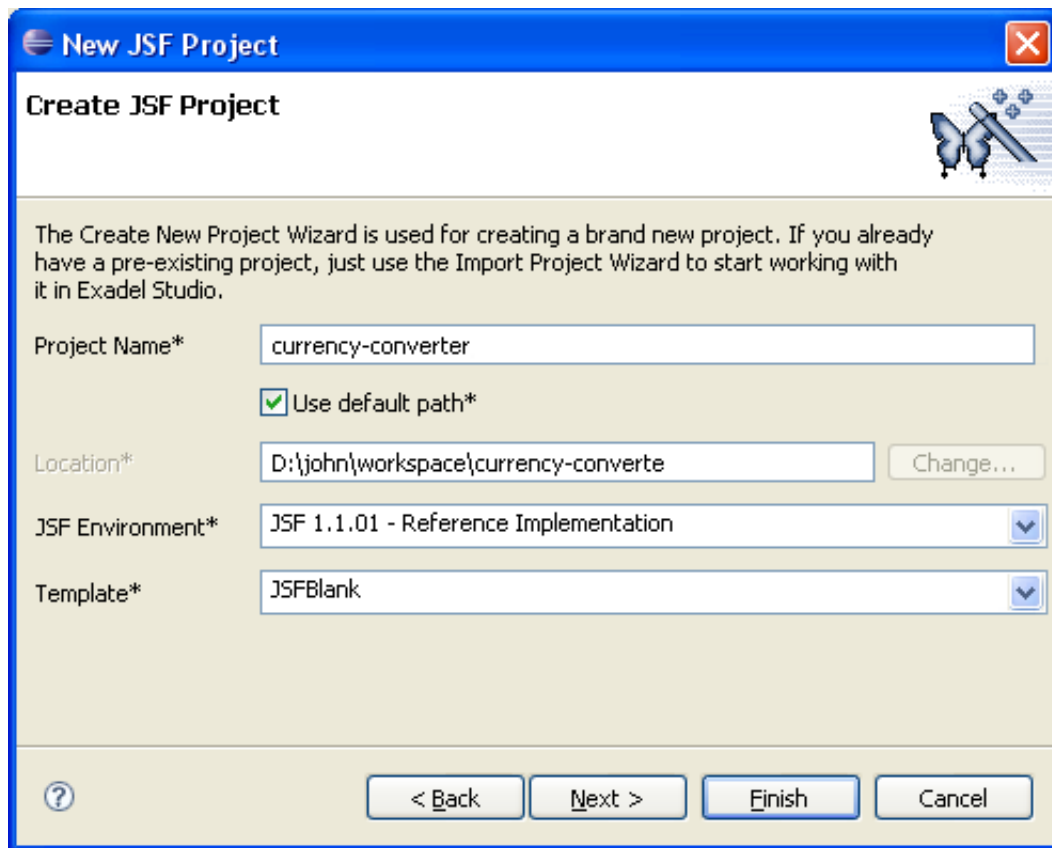 New JSF Project
Create JSF Project
The Create New Project Wizard is used for creating a brand new project. If you already
have a pre-existing project, just use the Import Project Wizard to start working with
it in Exadel Studio.
Project Name* currency-converter
Use default path*
Location* D:\john\workspace\currency-converte Change...
JSF Environment* JSF 1.1.01 - Reference Implementation
Template* JSFBlank
? < Back Next > Finish Cancel